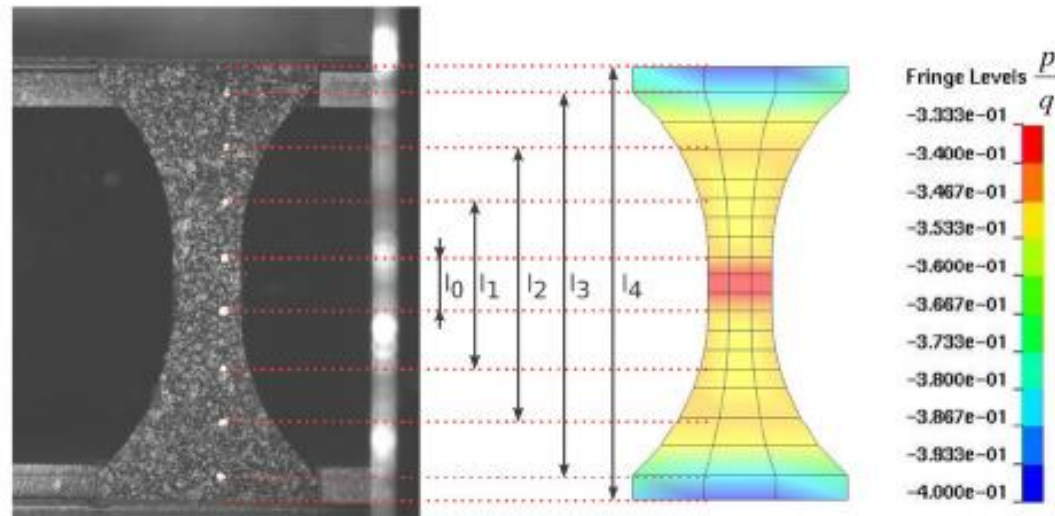 Fringe Levels p/q
-3.333e-01
-3.400e-01
-3.467e-01
-3.533e-01
-3.600e-01
-3.667e-01
-3.733e-01
-3.800e-01
-3.867e-01
-3.933e-01
-4.000e-01
l0 l1 l2 l3 l4